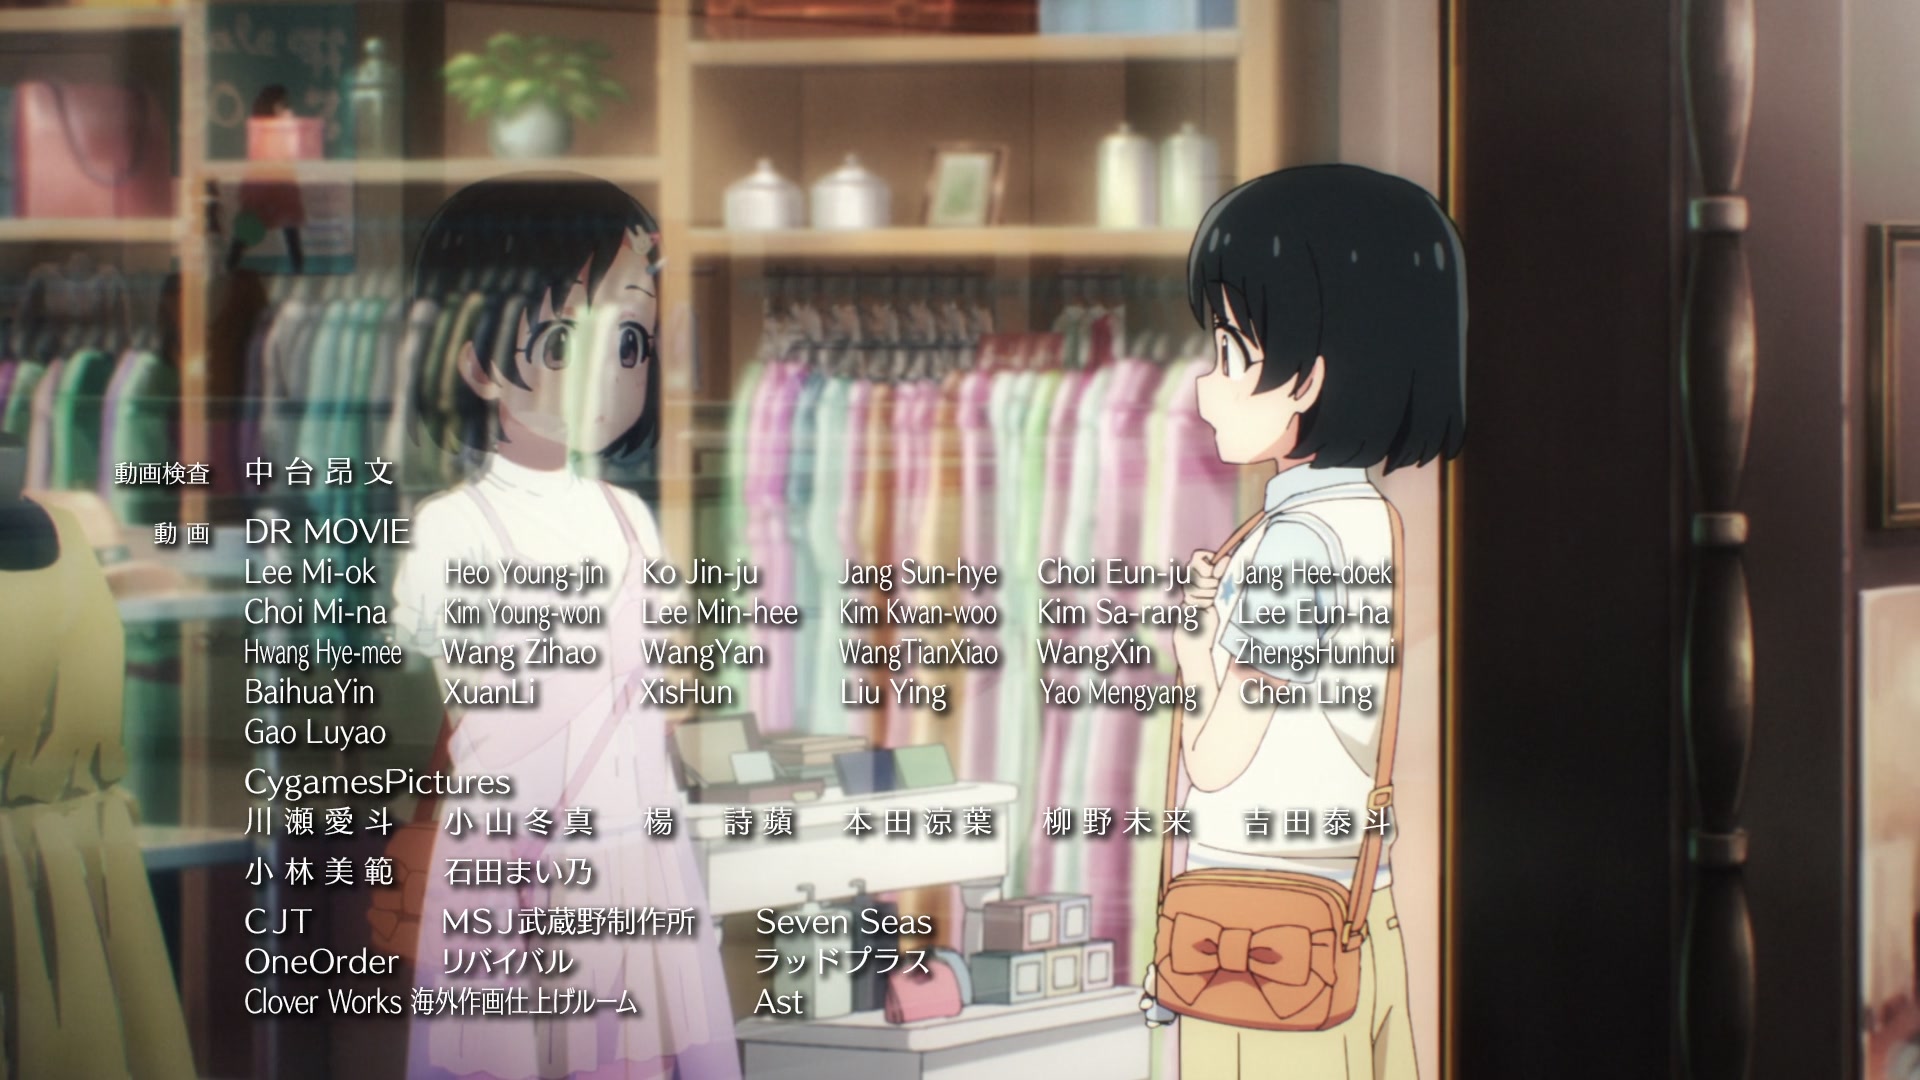 動画検査 中台昂文
動画 DR MOVIE
Lee Mi-ok Heo Young-jin Ko Jin-ju Jang Sun-hye Choi Eun-ju Jang Hee-doek
Choi Mi-na Kim Young-won Lee Min-hee Kim Kwan-woo Kim Sa-rang Lee Eun-ha
Hwang Hye-mee Wang Zihao WangYan WangTianXiao WangXin ZhengsHunhui
BaihuaYin XuanLi XisHun Liu Ying Yao Mengyang Chen Ling
Gao Luyao
CygamesPictures
川瀬愛斗 小山冬真 楊 詩蘋 本田涼葉 柳野未来 吉田泰斗
小林美範 石田まい乃
CJT MSJ武蔵野制作所 Seven Seas
OneOrder リバイバル ラッドプラス
Clover Works 海外作画仕上げルーム Ast